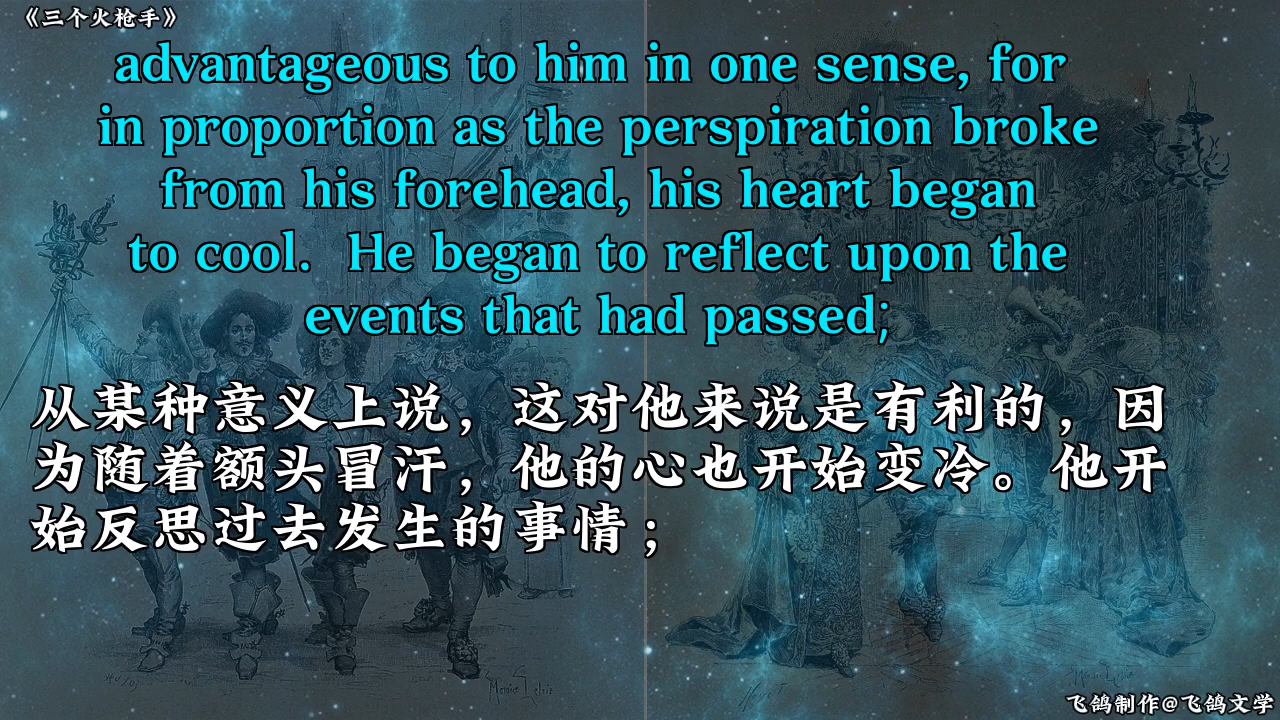 《三个火枪手》
advantageous to him in one sense, for
in proportion as the perspiration broke
from his forehead, his heart began
to cool.  He began to reflect upon the
events that had passed;
从某种意义上说，这对他来说是有利的，因
为随着额头冒汗，他的心也开始变冷。他开
始反思过去发生的事情；
飞鸽制作@飞鸽文学